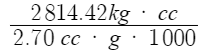 2814.42kg · cc
2.70 cc · g · 1000